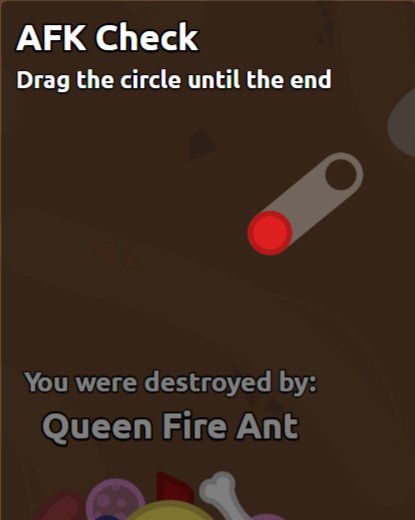 AFK Check
Drag the circle until the end
You were destroyed by:
Queen Fire Ant